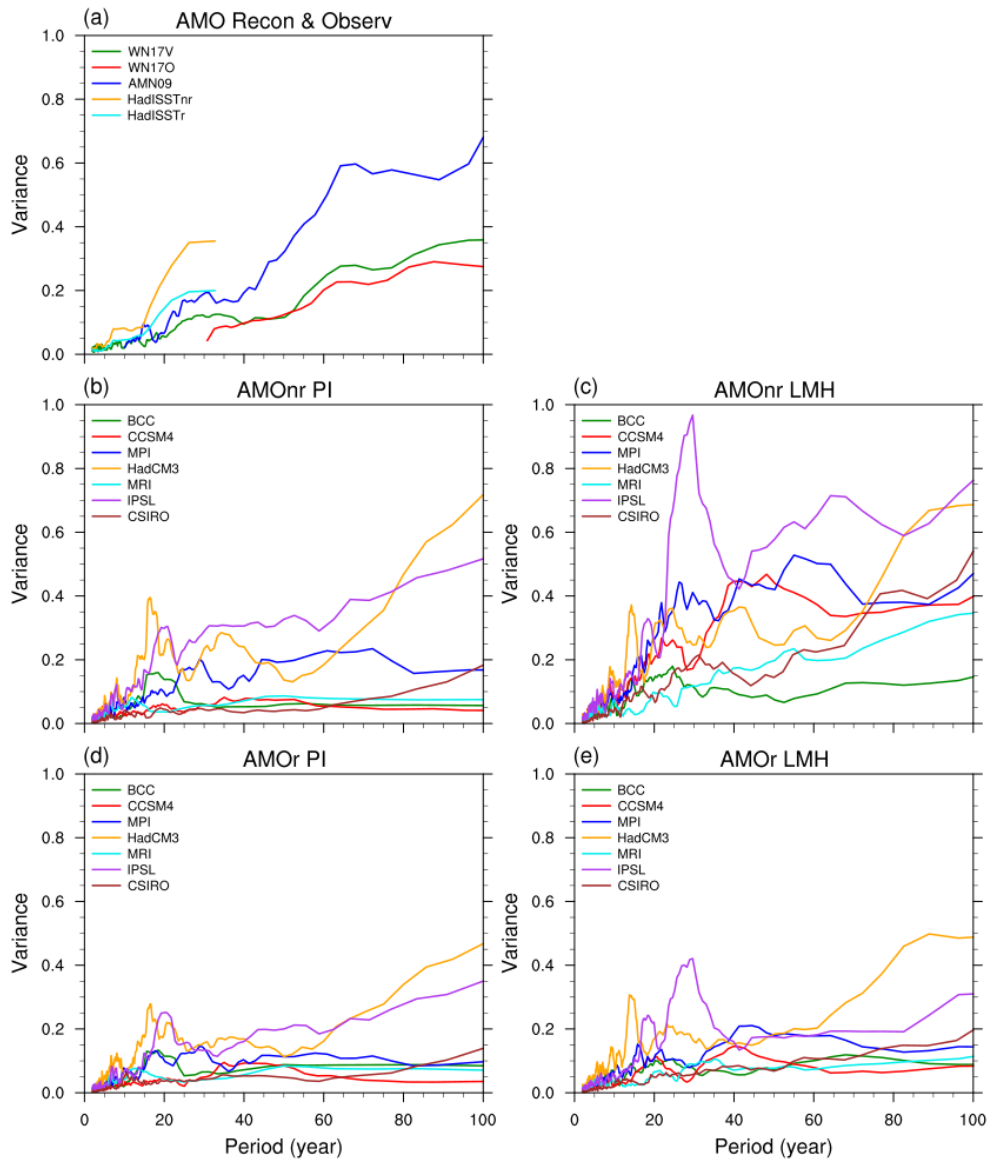 (a)
AMO Recon & Observ
1.0
0.8
0.6
0.4
0.2
0.0
Variance
WN17V
WN17O
AMN09
HadISSTnr
HadISSTr
(b)
AMOnr PI
1.0
0.8
0.6
0.4
0.2
0.0
Variance
BCC
CCSM4
MPI
HadCM3
MRI
IPSL
CSIRO
(c)
AMOnr LMH
1.0
0.8
0.6
0.4
0.2
0.0
Variance
BCC
CCSM4
MPI
HadCM3
MRI
IPSL
CSIRO
(d)
AMOr PI
1.0
0.8
0.6
0.4
0.2
0.0
Variance
BCC
CCSM4
MPI
HadCM3
MRI
IPSL
CSIRO
0 20 40 60 80 100
Period (year)
(e)
AMOr LMH
1.0
0.8
0.6
0.4
0.2
0.0
Variance
BCC
CCSM4
MPI
HadCM3
MRI
IPSL
CSIRO
0 20 40 60 80 100
Period (year)